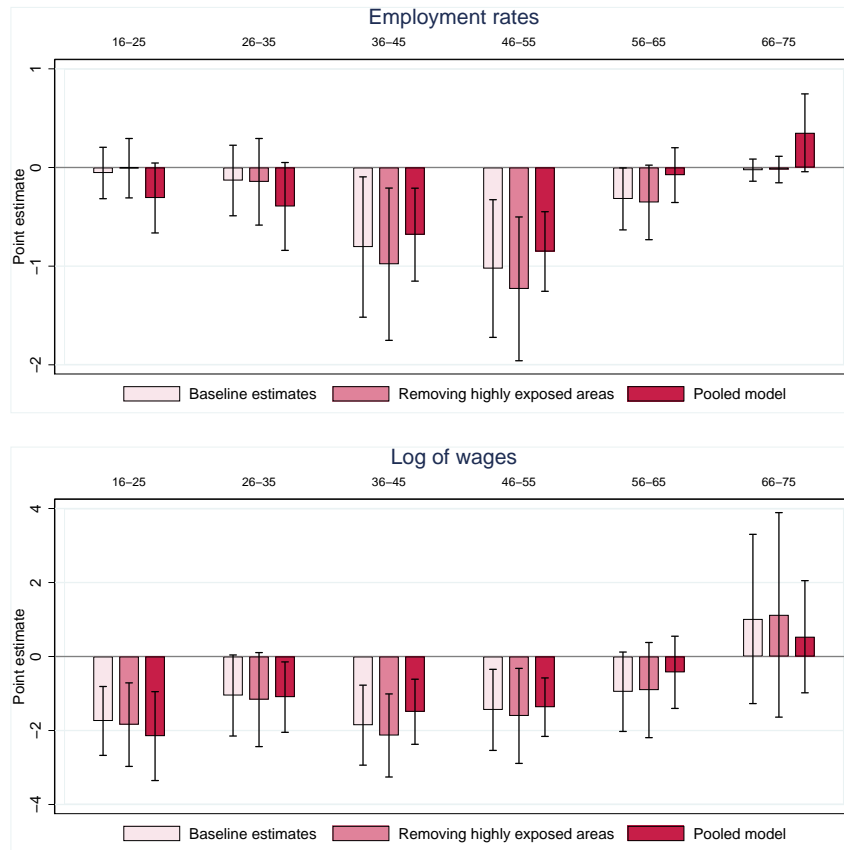 Employment rates
16−25 26−35 36−45 46−55 56−65 66−75
1
0
−1
−2
Point estimate
Baseline estimates Removing highly exposed areas Pooled model
Log of wages
16−25 26−35 36−45 46−55 56−65 66−75
4
2
0
−2
−4
Point estimate
Baseline estimates Removing highly exposed areas Pooled model